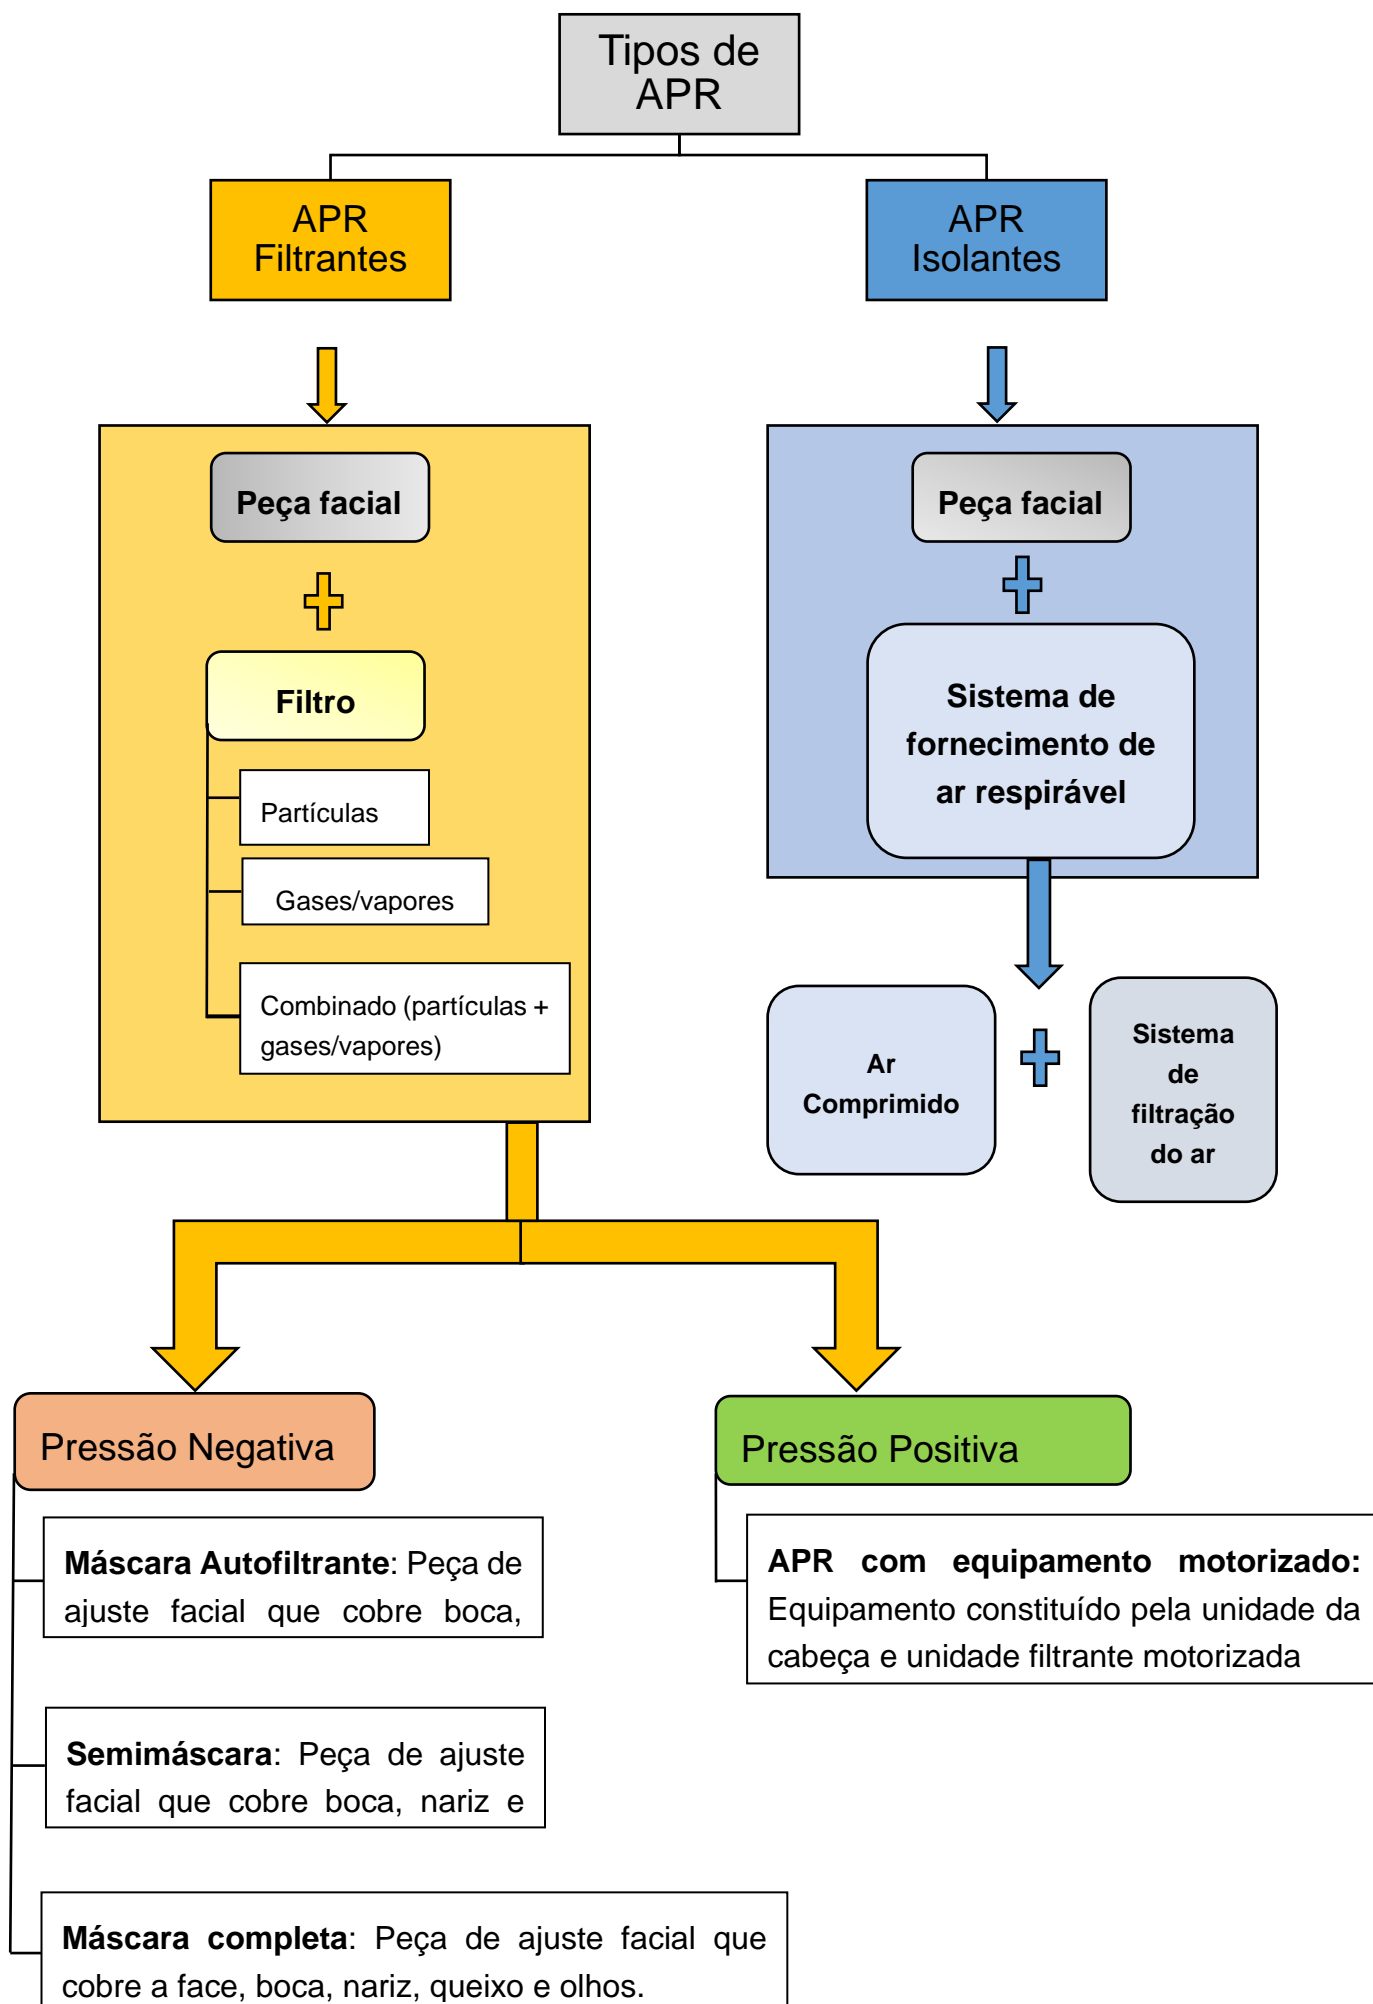 Tipos de
APR
APR
Filtrantes
APR
Isolantes
Peça facial
Filtro
Partículas
Gases/vapores
Combinado (partículas +
gases/vapores)
Peça facial
Sistema de
fornecimento de
ar respirável
Ar
Comprimido
Sistema
de
filtração
do ar
Pressão Negativa
Máscara Autofiltrante: Peça de
ajuste facial que cobre boca,
Semimáscara: Peça de ajuste
facial que cobre boca, nariz e
Máscara completa: Peça de ajuste facial que
cobre a face, boca, nariz, queixo e olhos.
Pressão Positiva
APR com equipamento motorizado:
Equipamento constituído pela unidade da
cabeça e unidade filtrante motorizada